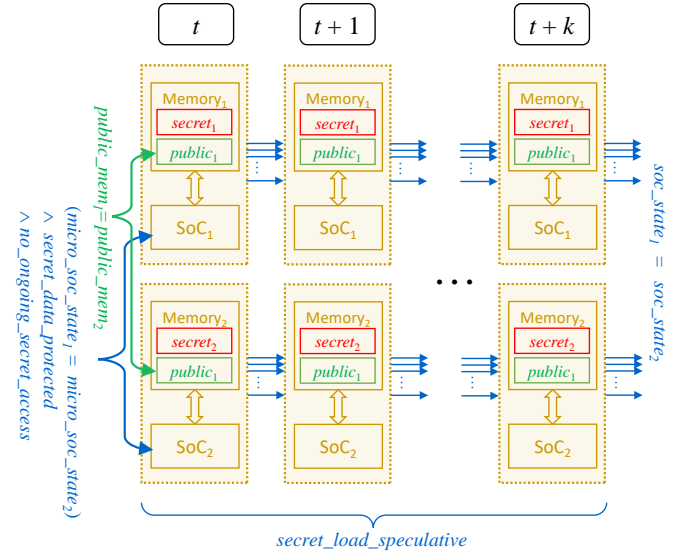 t
t + 1
t + k
Memory₁
secret₁
public₁
SoC₁
Memory₁
secret₁
public₁
SoC₁
Memory₁
secret₁
public₁
SoC₁
...
Memory₂
secret₂
public₁
SoC₂
Memory₂
secret₂
public₁
SoC₂
Memory₂
secret₂
public₁
SoC₂
public_mem₁= public_mem₂
(micro_soc_state₁ = micro_soc_state₂)
∧ secret_data_protected
∧ no_ongoing_secret_access
soc_state₁ = soc_state₂
secret_load_speculative